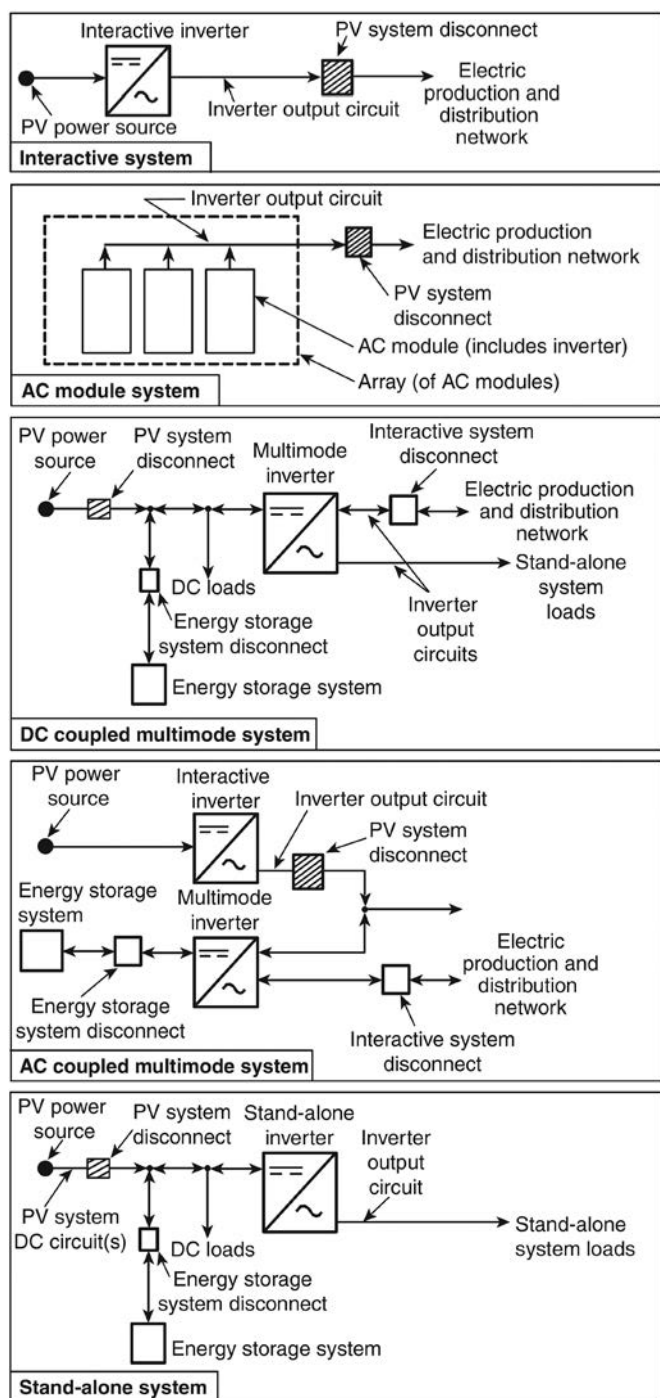 Interactive inverter
PV system disconnect
PV power source
Inverter output circuit
Electric
production and
distribution
network
Interactive system
Inverter output circuit
Electric production
and distribution network
PV system
disconnect
AC module (includes inverter)
Array (of AC modules)
AC module system
PV power
source
PV system
disconnect
Multimode
inverter
Interactive system
disconnect
Electric production
and distribution
network
Stand-alone
system
loads
DC loads
Inverter
output
circuits
Energy storage
system disconnect
Energy storage system
DC coupled multimode system
PV power
source
Interactive
inverter
Inverter output circuit
PV system
disconnect
Energy storage
system
Multimode
inverter
Electric
production and
distribution
network
Energy storage
system disconnect
Interactive system
disconnect
AC coupled multimode system
PV power
source
PV system
disconnect
Stand-alone
inverter
Inverter
output
circuit
PV system
DC circuit(s)
DC loads
Stand-alone
system loads
Energy storage
system disconnect
Energy storage system
Stand-alone system